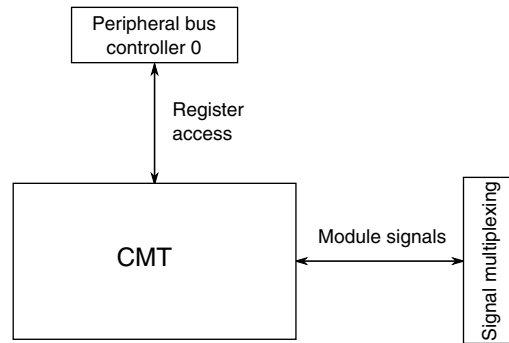 Peripheral bus
controller 0
Register
access
CMT
Module signals
Signal multiplexing